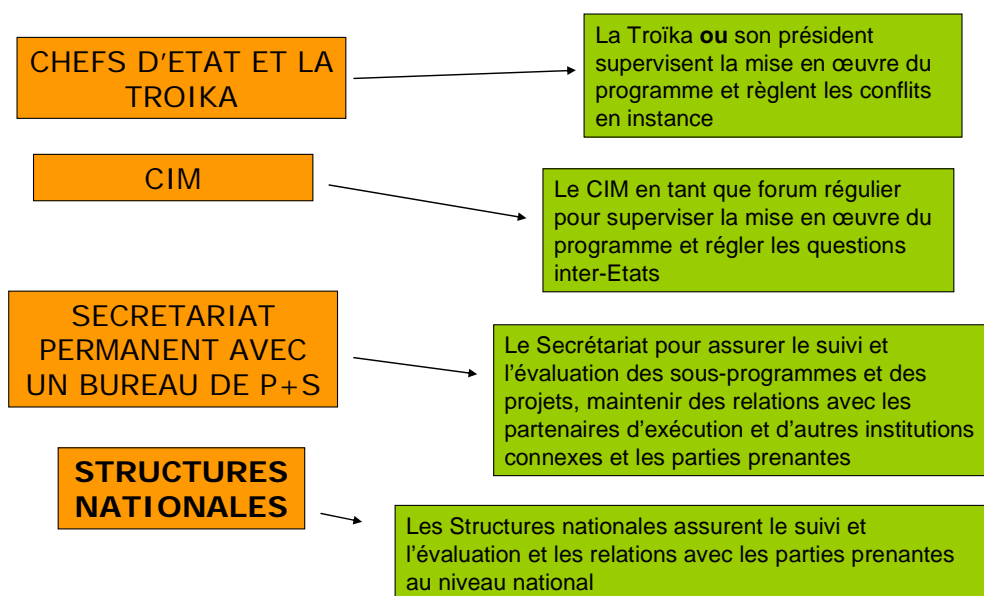 CHEFS D'ETAT ET LA
TROIKA
La Troïka ou son président
supervisent la mise en œuvre du
programme et règlent les conflits
en instance
CIM
Le CIM en tant que forum régulier
pour superviser la mise en œuvre du
programme et régler les questions
inter-Etats
SECRETARIAT
PERMANENT AVEC
UN BUREAU DE P+S
Le Secrétariat pour assurer le suivi et
l'évaluation des sous-programmes et des
projets, maintenir des relations avec les
partenaires d'exécution et d'autres institutions
connexes et les parties prenantes
STRUCTURES
NATIONALES
Les Structures nationales assurent le suivi et
l'évaluation et les relations avec les parties prenantes
au niveau national